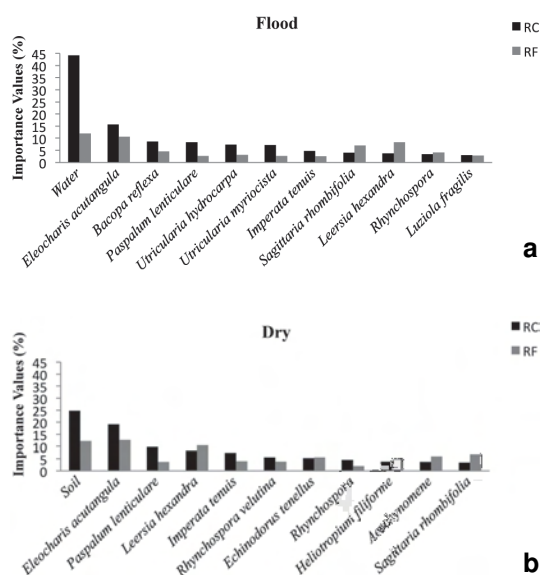 Flood
Importance Values (%)
45
40
35
30
25
20
15
10
5
0
RC
RF
Water
Eleocharis acutangula
Bacopa reflexa
Paspalum lenticulare
Utricularia hydrocarpa
Utricularia myriocista
Imperata tenuis
Sagittaria rhombifolia
Leersia hexandra
Rhynchospora
Luziola fragilis
a
Dry
Importance Values (%)
45
40
35
30
25
20
15
10
5
0
RC
RF
Soil
Eleocharis acutangula
Paspalum lenticulare
Leersia hexandra
Imperata tenuis
Rhynchospora velutina
Echinodorus tenellus
Rhynchospora
Heliotropium filiforme
Sagittaria rhombifolia
b